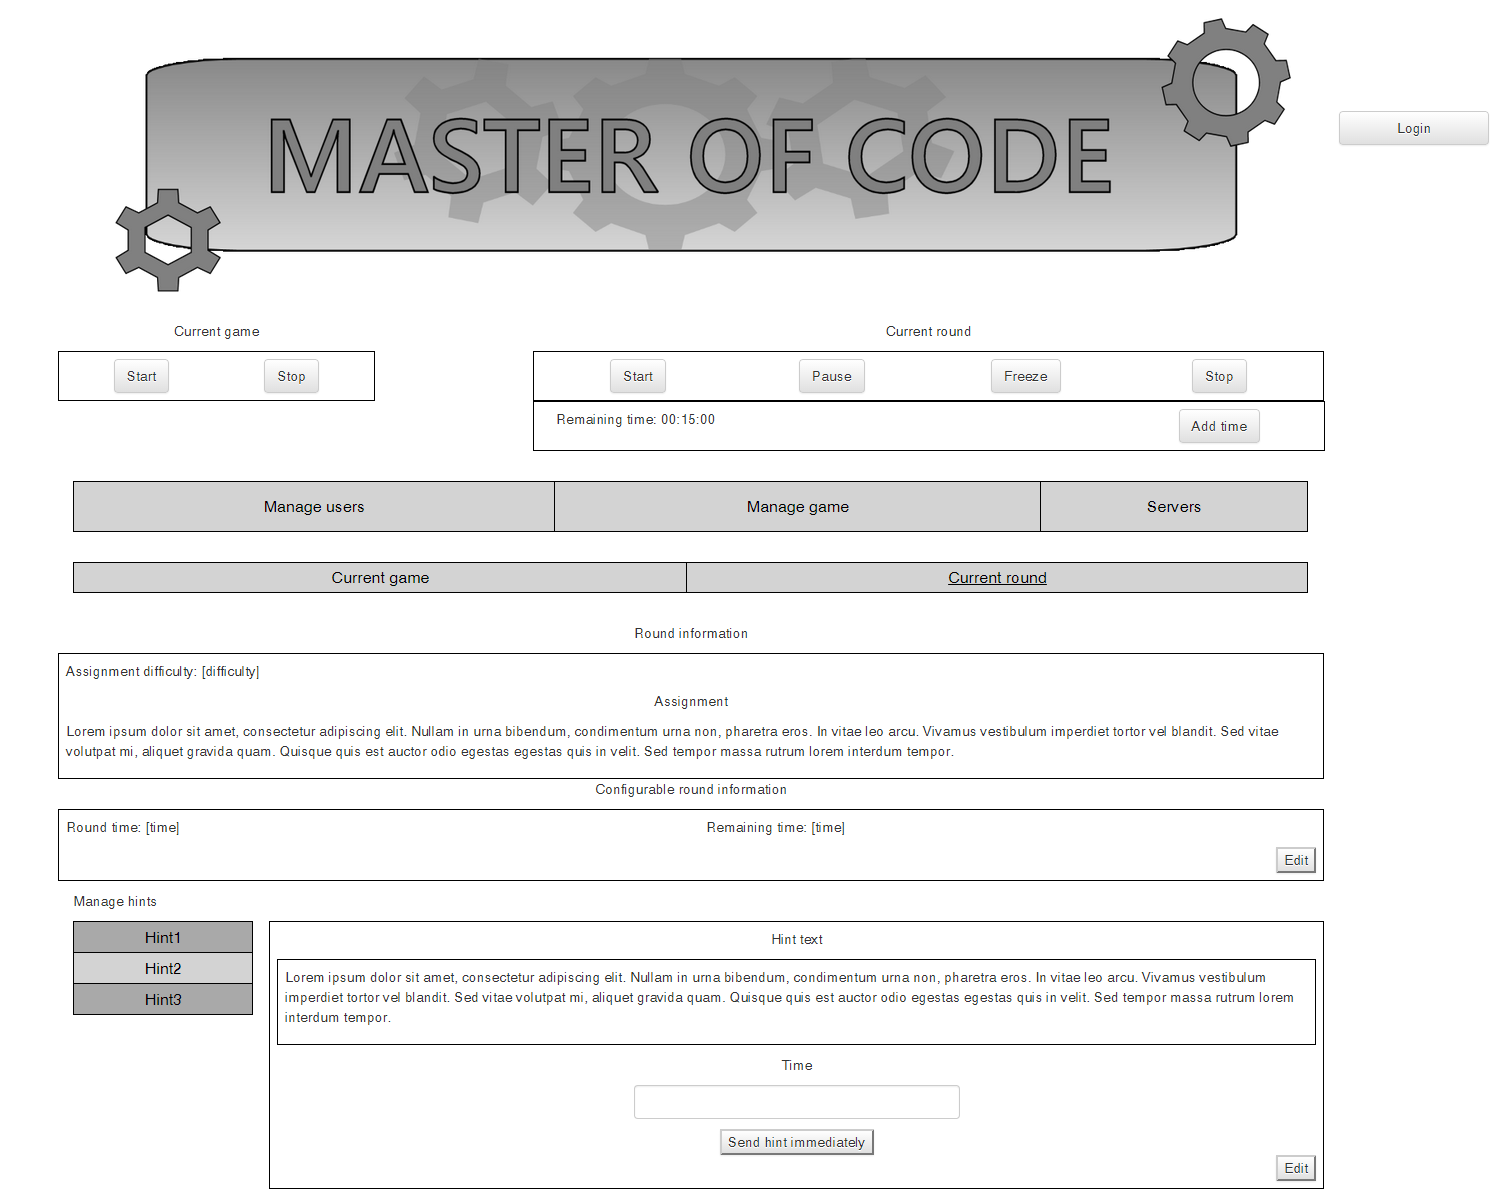 MASTER OF CODE
Login
Current game
Current round
Start
Stop
Start
Pause
Freeze
Stop
Remaining time: 00:15:00
Add time
Manage users
Manage game
Servers
Current game
Current round
Round information
Assignment difficulty: [difficulty]
Assignment
Lorem ipsum dolor sit amet, consectetur adipiscing elit. Nullam in urna bibendum, condimentum urna non, pharetra eros. In vitae leo arcu. Vivamus vestibulum imperdiet tortor vel blandit. Sed vitae
volutpat mi, aliquet gravida quam. Quisque quis est auctor odio egestas egestas quis in velit. Sed tempor massa rutrum lorem interdum tempor.
Configurable round information
Round time: [time]
Remaining time: [time]
Edit
Manage hints
Hint1
Hint2
Hint3
Hint text
Lorem ipsum dolor sit amet, consectetur adipiscing elit. Nullam in urna bibendum, condimentum urna non, pharetra eros. In vitae leo arcu. Vivamus vestibulum
imperdiet tortor vel blandit. Sed vitae volutpat mi, aliquet gravida quam. Quisque quis est auctor odio egestas egestas quis in velit. Sed tempor massa rutrum lorem
interdum tempor.
Time
Send hint immediately
Edit